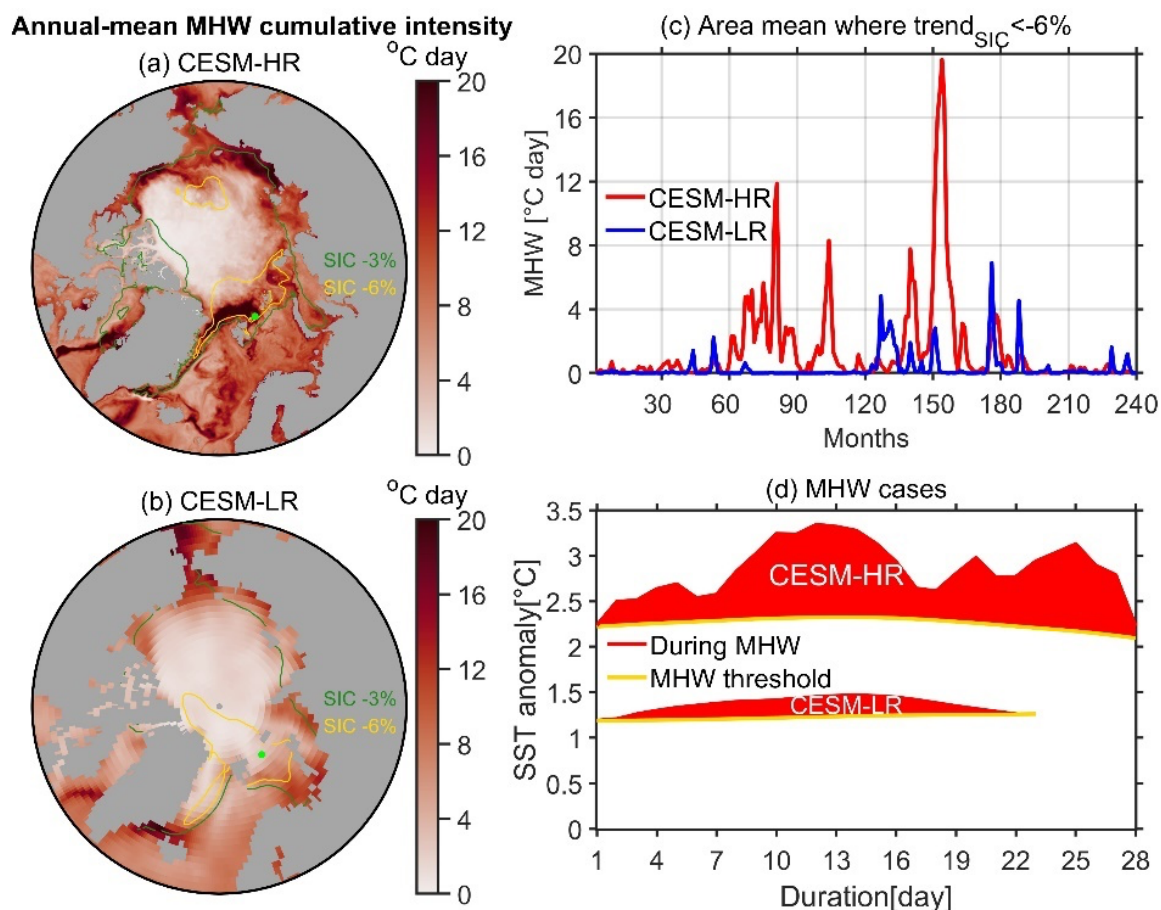 Annual-mean MHW cumulative intensity
(a) CESM-HR
°C day
20
16
12
8
4
0
SIC -3%
SIC -6%
(b) CESM-LR
°C day
20
16
12
8
4
0
SIC -3%
SIC -6%
(c) Area mean where trend_SIC<-6%
MHW [°C day]
20
16
12
8
4
0
CESM-HR
CESM-LR
30 60 90 120 150 180 210 240
Months
(d) MHW cases
SST anomaly[°C]
3.5
3
2.5
2
1.5
1
0.5
0
CESM-HR
During MHW
MHW threshold
CESM-LR
1 4 7 10 13 16 19 22 25 28
Duration[day]